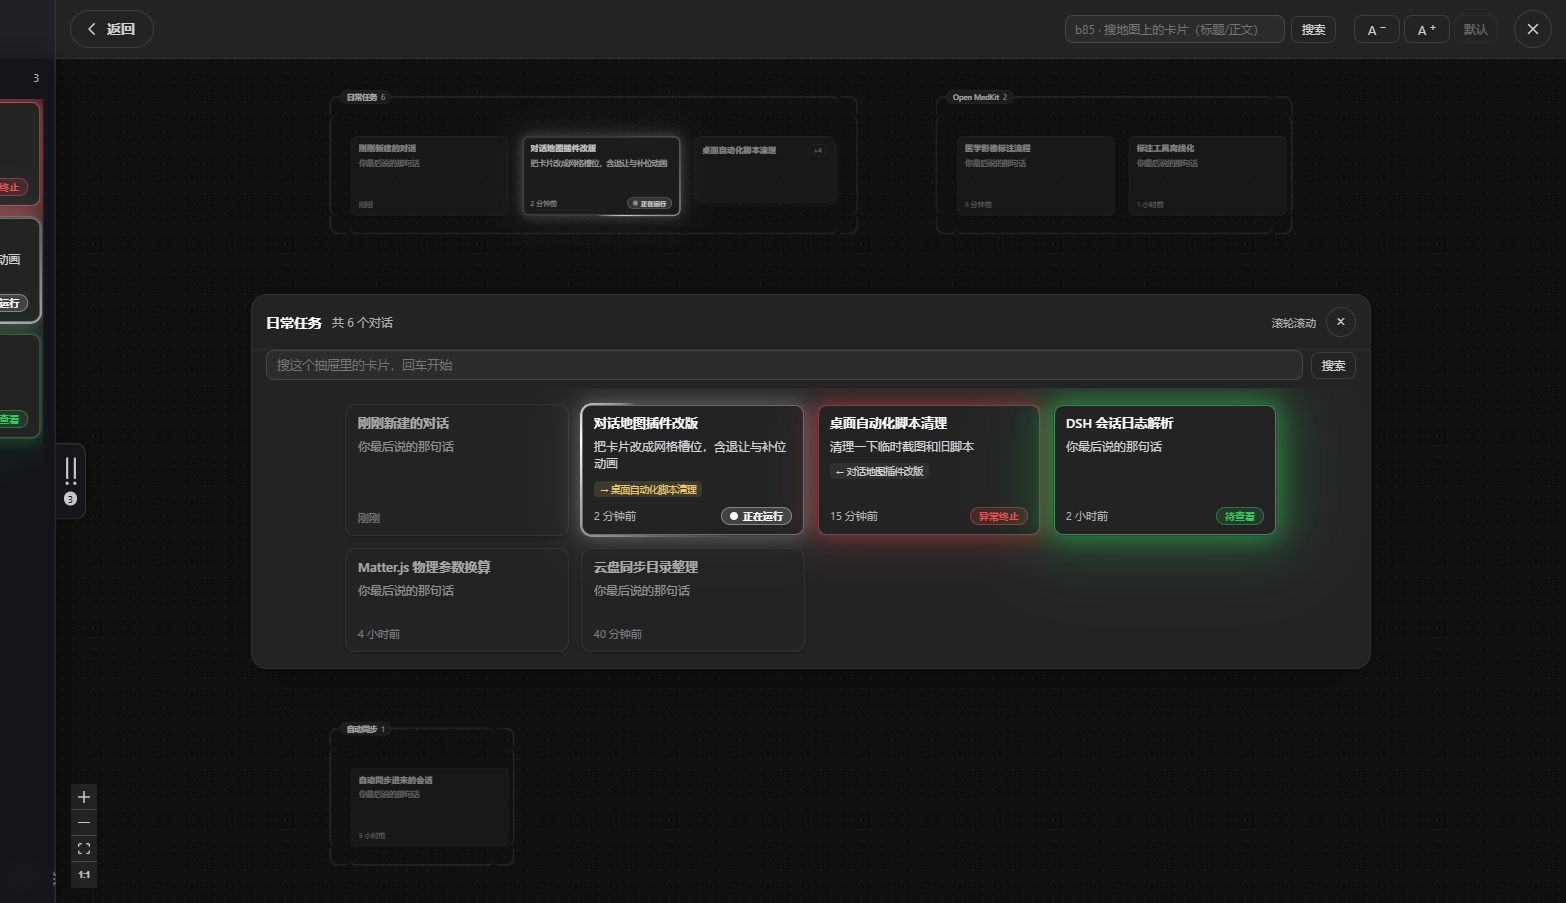 返回
b85 · 搜地图上的卡片（标题/正文）
搜索
A⁻
A⁺
默认
3
终止
动画
运行
查看
3
日常任务 6
刚刚新建的对话
你最后说的那句话
刚刚
对话地图插件改版
把卡片改成网格槽位，含退让与补位动画
2 分钟前
正在运行
桌面自动化脚本清理
+4
Open MedKit 2
医学影像标注流程
你最后说的那句话
5 分钟前
标注工具离线化
你最后说的那句话
1 小时前
日常任务 共 6 个对话
滚轮滚动
搜这个抽屉里的卡片，回车开始
搜索
刚刚新建的对话
你最后说的那句话
刚刚
对话地图插件改版
把卡片改成网格槽位，含退让与补位
动画
→ 桌面自动化脚本清理
2 分钟前
正在运行
桌面自动化脚本清理
清理一下临时截图和旧脚本
← 对话地图插件改版
15 分钟前
异常终止
DSH 会话日志解析
你最后说的那句话
2 小时前
待查看
Matter.js 物理参数换算
你最后说的那句话
4 小时前
云盘同步目录整理
你最后说的那句话
40 分钟前
自动同步 1
自动同步进来的会话
你最后说的那句话
5 小时前
1:1